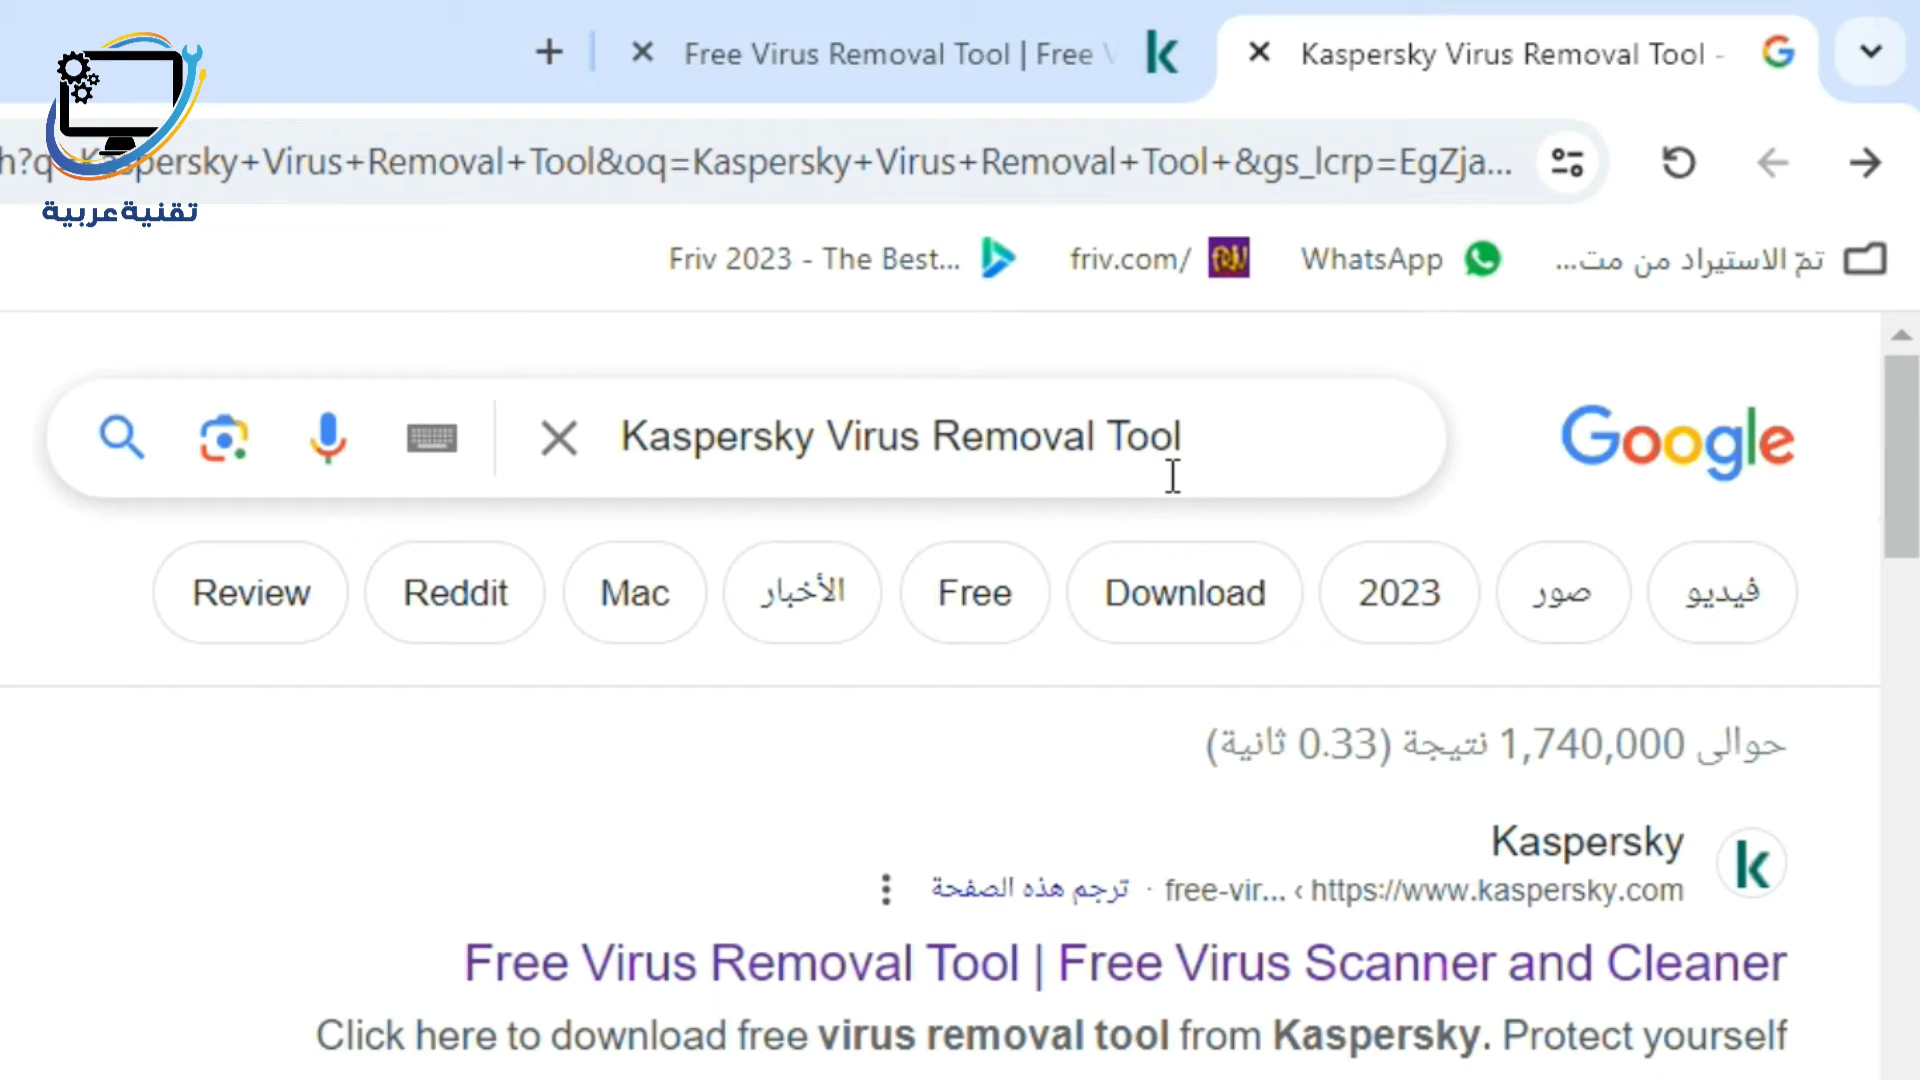 Free Virus Removal Tool | Free V
Kaspersky Virus Removal Tool -
h?q=Kaspersky+Virus+Removal+Tool&oq=Kaspersky+Virus+Removal+Tool+&gs_lcrp=EgZja...
تقنية عربية
تمّ الاستيراد من مت...
WhatsApp
friv.com/
Friv 2023 - The Best...
Kaspersky Virus Removal Tool
Google
فيديو
صور
2023
Download
Free
الأخبار
Mac
Reddit
Review
حوالى 1,740,000 نتيجة (0.33 ثانية)
Kaspersky
https://www.kaspersky.com › free-vir... · ترجم هذه الصفحة
Free Virus Removal Tool | Free Virus Scanner and Cleaner
Click here to download free virus removal tool from Kaspersky. Protect yourself